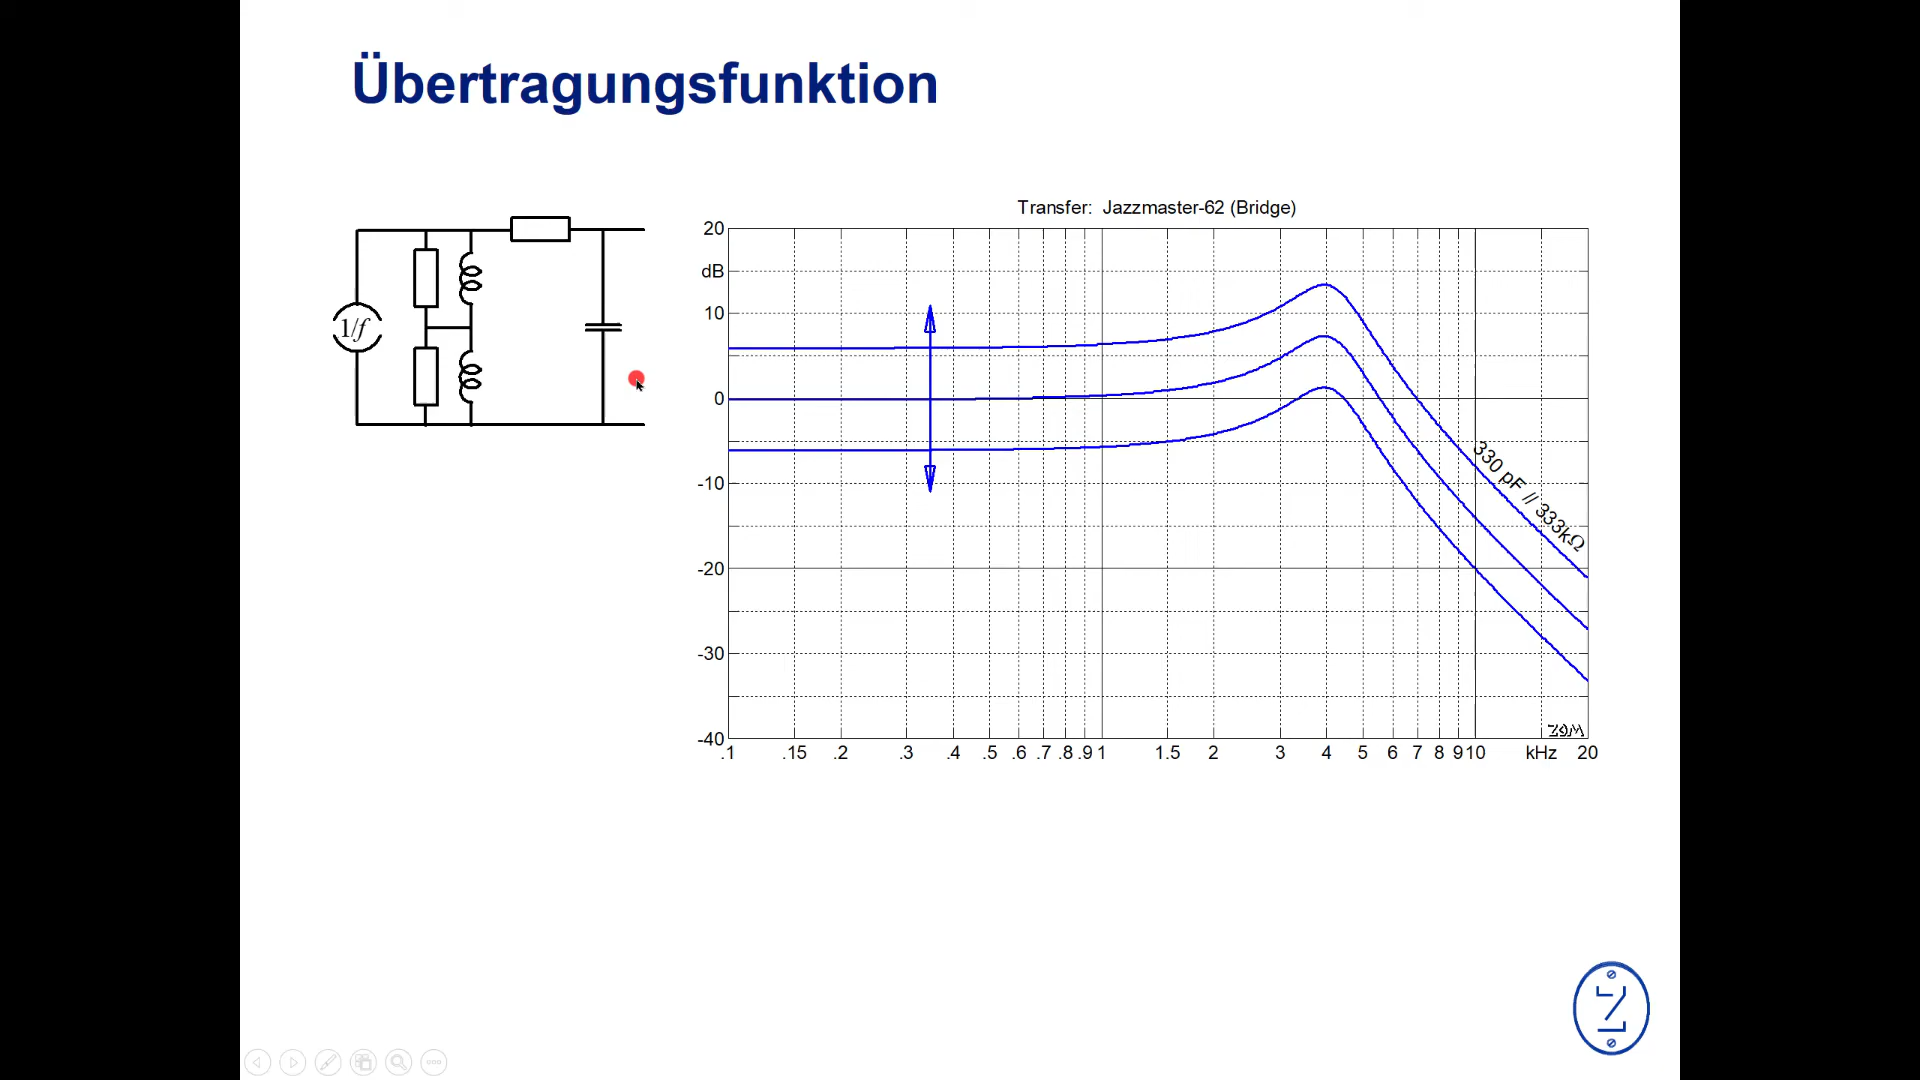 Übertragungsfunktion
Transfer: Jazzmaster-62 (Bridge)
20
dB
10
0
-10
-20
-30
-40
.1 .15 .2 .3 .4 .5 .6 .7 .8 .9 1 1.5 2 3 4 5 6 7 8 9 10 kHz 20
330 pF // 333kΩ
1/f